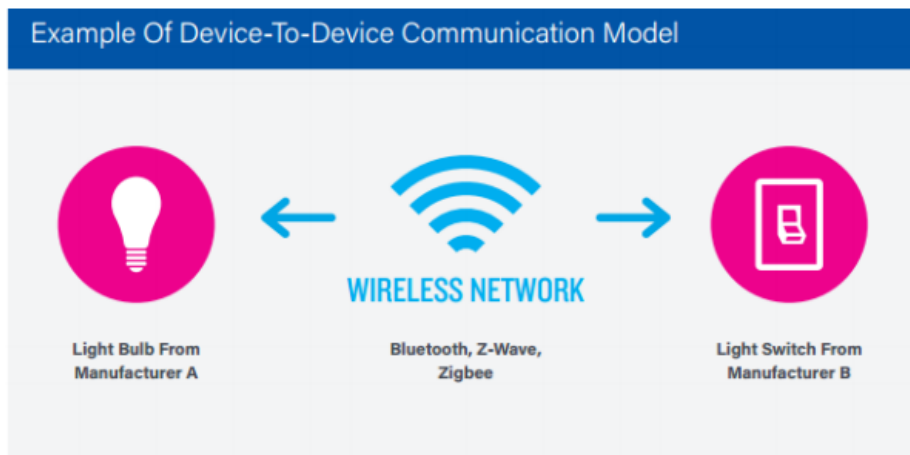 Example Of Device-To-Device Communication Model
WIRELESS NETWORK
Light Bulb From
Manufacturer A
Bluetooth, Z-Wave,
Zigbee
Light Switch From
Manufacturer B